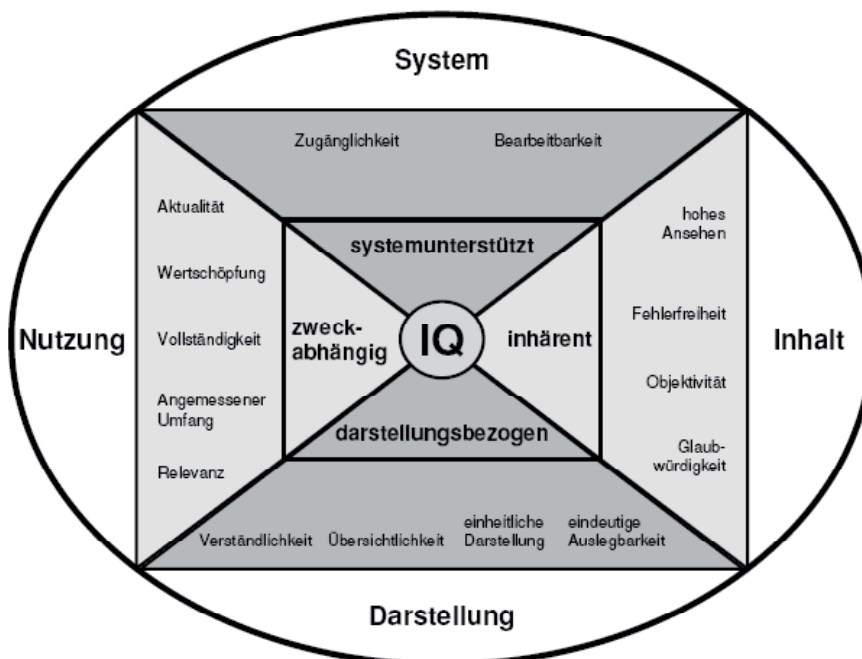 System
Zugänglichkeit
Bearbeitbarkeit
Aktualität
Wertschöpfung
Vollständigkeit
Angemessener
Umfang
Relevanz
hohes
Ansehen
Fehlerfreiheit
Objektivität
Glaub-
würdigkeit
systemunterstützt
zweck-
abhängig
IQ
inhärent
darstellungsbezogen
Nutzung
Inhalt
Verständlichkeit
Übersichtlichkeit
einheitliche
Darstellung
eindeutige
Auslegbarkeit
Darstellung